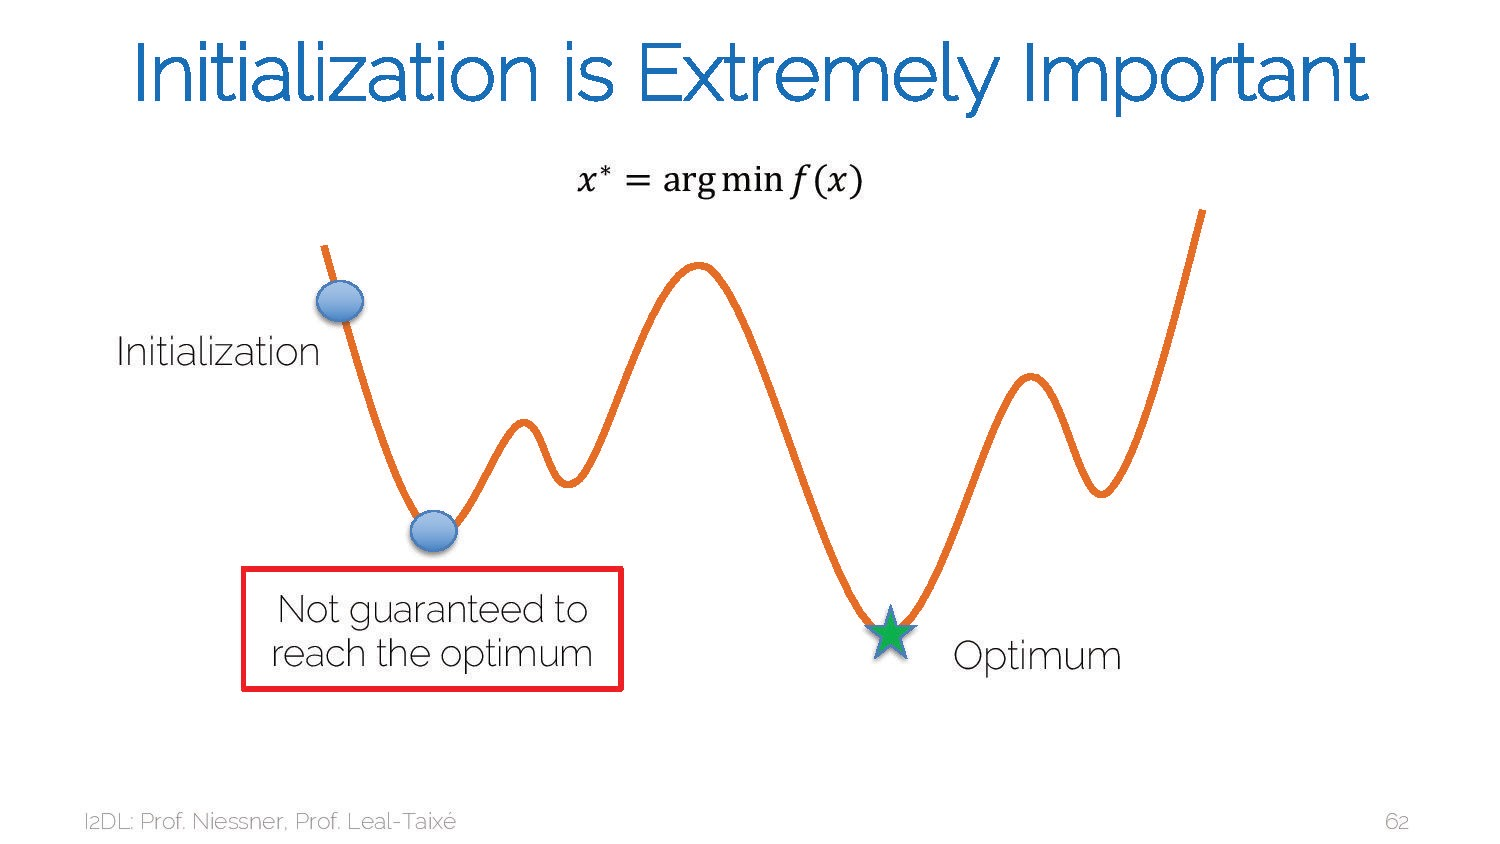 Initialization is Extremely Important
x* = arg min f(x)
Initialization
Not guaranteed to
reach the optimum
Optimum
I2DL: Prof. Niessner, Prof. Leal-Taixé
62